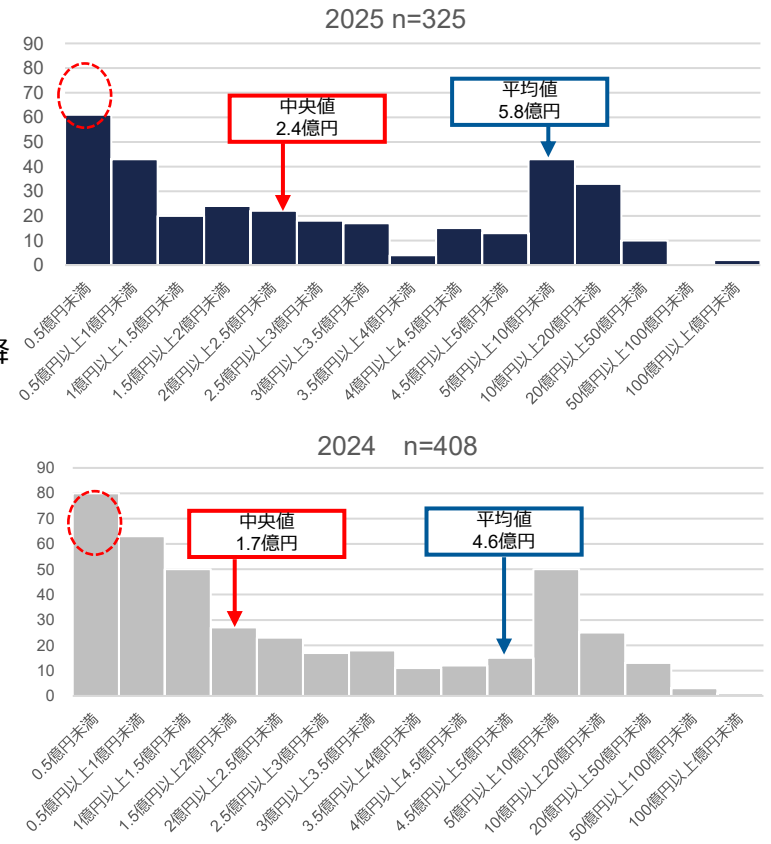 2025 n=325
90
80
70
60
50
40
30
20
10
0
中央値
2.4億円
平均値
5.8億円
0.5億円未満
0.5億円以上1億円未満
1億円以上1.5億円未満
1.5億円以上2億円未満
2億円以上2.5億円未満
2.5億円以上3億円未満
3億円以上3.5億円未満
3.5億円以上4億円未満
4億円以上4.5億円未満
4.5億円以上5億円未満
5億円以上10億円未満
10億円以上20億円未満
20億円以上50億円未満
50億円以上100億円未満
100億円以上億円未満
降
2024 n=408
90
80
70
60
50
40
30
20
10
0
中央値
1.7億円
平均値
4.6億円
0.5億円未満
0.5億円以上1億円未満
1億円以上1.5億円未満
1.5億円以上2億円未満
2億円以上2.5億円未満
2.5億円以上3億円未満
3億円以上3.5億円未満
3.5億円以上4億円未満
4億円以上4.5億円未満
4.5億円以上5億円未満
5億円以上10億円未満
10億円以上20億円未満
20億円以上50億円未満
50億円以上100億円未満
100億円以上億円未満